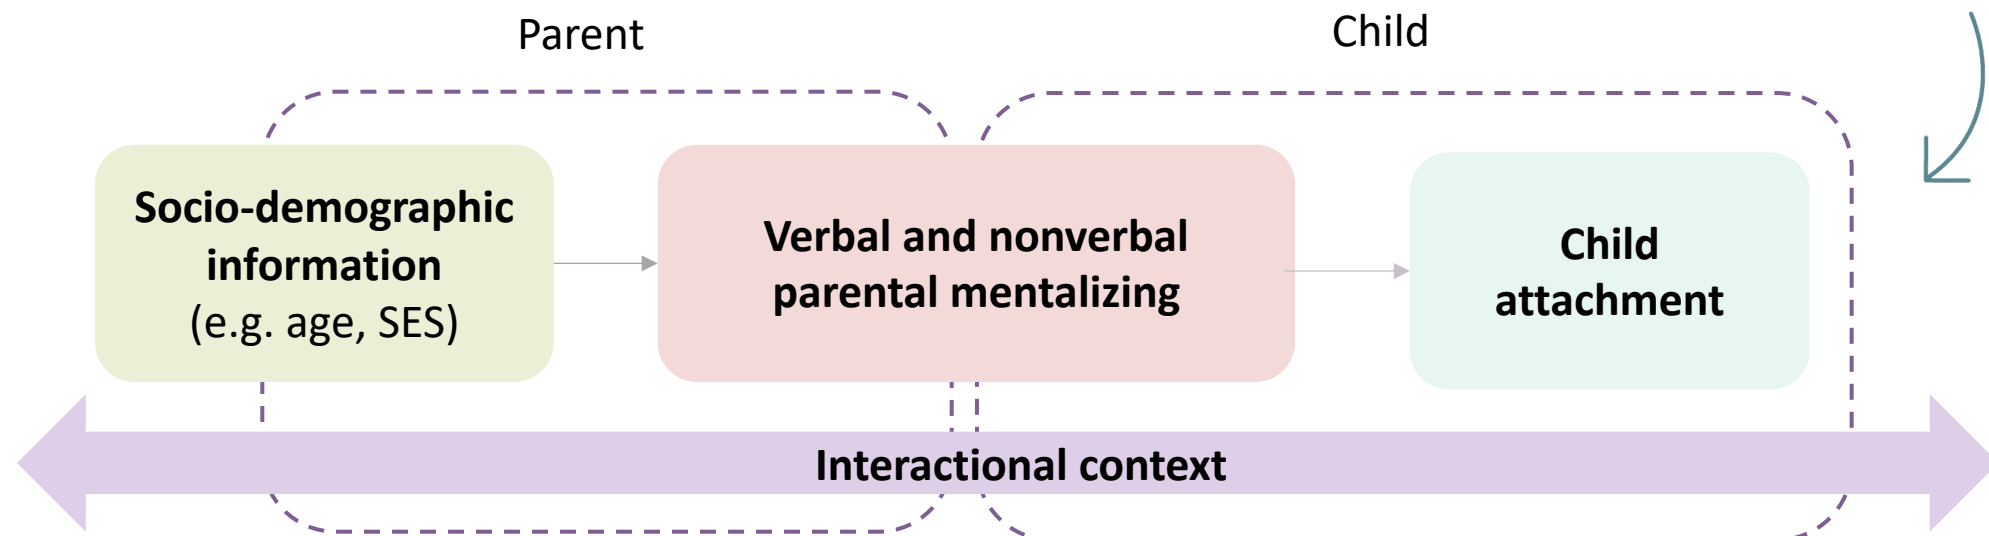 Parent
Child
Socio-demographic
information
(e.g. age, SES)
Verbal and nonverbal
parental mentalizing
Child
attachment
Interactional context